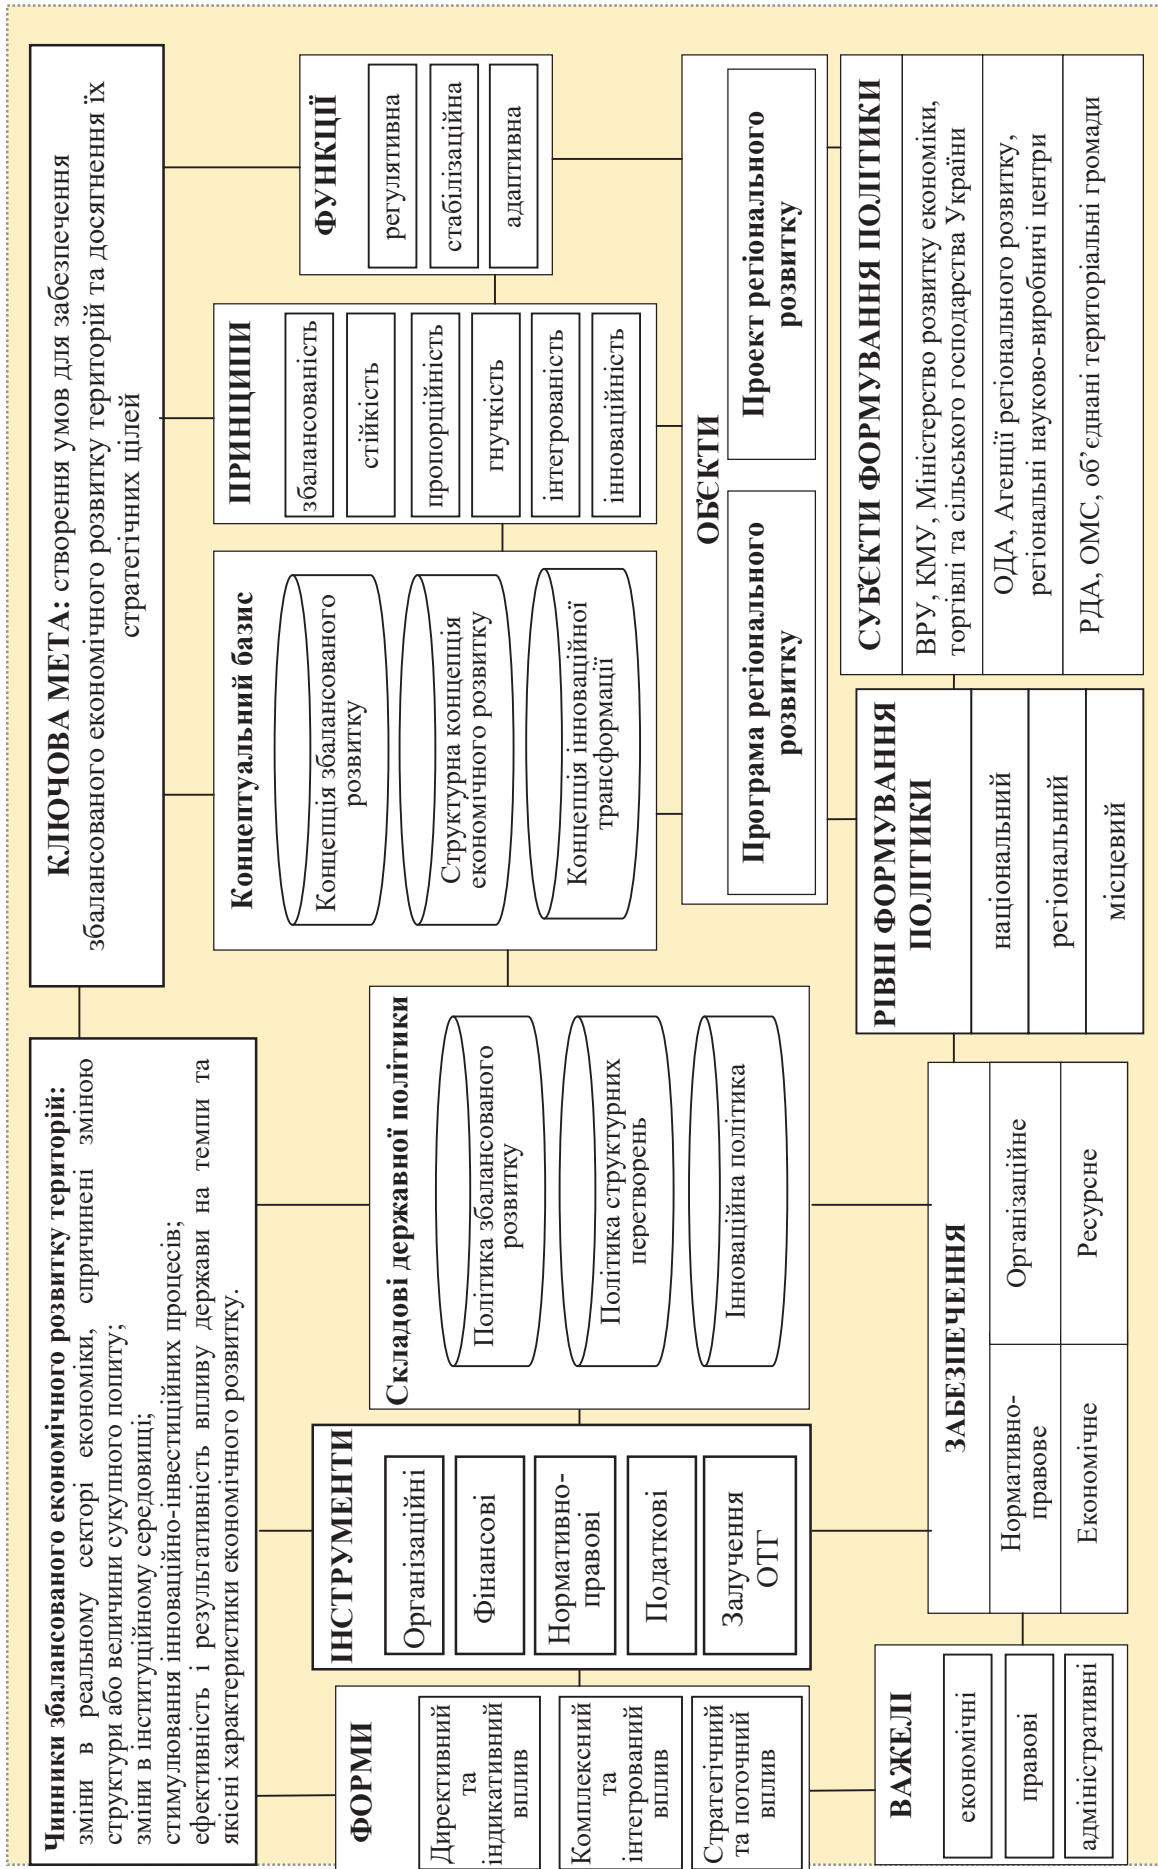 Чинники збалансованого економічного розвитку територій:
зміни в реальному секторі економіки, спричинені зміною
структури або величини сукупного попиту;
зміни в інституційному середовищі;
стимулювання інноваційно-інвестиційних процесів;
ефективність і результативність впливу держави на темпи та
якісні характеристики економічного розвитку.
КЛЮЧОВА МЕТА: створення умов для забезпечення
збалансованого економічного розвитку територій та досягнення їх
стратегічних цілей
ФОРМИ
Директивний
та
індикативний
вплив
Комплексний
та
інтегрований
вплив
Стратегічний
та поточний
вплив
ІНСТРУМЕНТИ
Організаційні
Фінансові
Нормативно-
правові
Податкові
Залучення
ОТГ
Складові державної політики
Політика збалансованого
розвитку
Політика структурних
перетворень
Інноваційна політика
Концептуальний базис
Концепція збалансованого
розвитку
Структурна концепція
економічного розвитку
Концепція інноваційної
трансформації
ПРИНЦИПИ
збалансованість
стійкість
пропорційність
гнучкість
інтегрованість
інноваційність
ФУНКЦІЇ
регулятивна
стабілізаційна
адаптивна
ОБЄКТИ
Програма регіонального
розвитку
Проект регіонального
розвитку
ВАЖЕЛІ
економічні
правові
адміністративні
ЗАБЕЗПЕЧЕННЯ
Нормативно-
правове
Організаційне
Економічне
Ресурсне
РІВНІ ФОРМУВАННЯ
ПОЛІТИКИ
національний
регіональний
місцевий
СУБЄКТИ ФОРМУВАННЯ ПОЛІТИКИ
ВРУ, КМУ, Міністерство розвитку економіки,
торгівлі та сільського господарства України
ОДА, Агенції регіонального розвитку,
регіональні науково-виробничі центри
РДА, ОМС, об’єднані територіальні громади